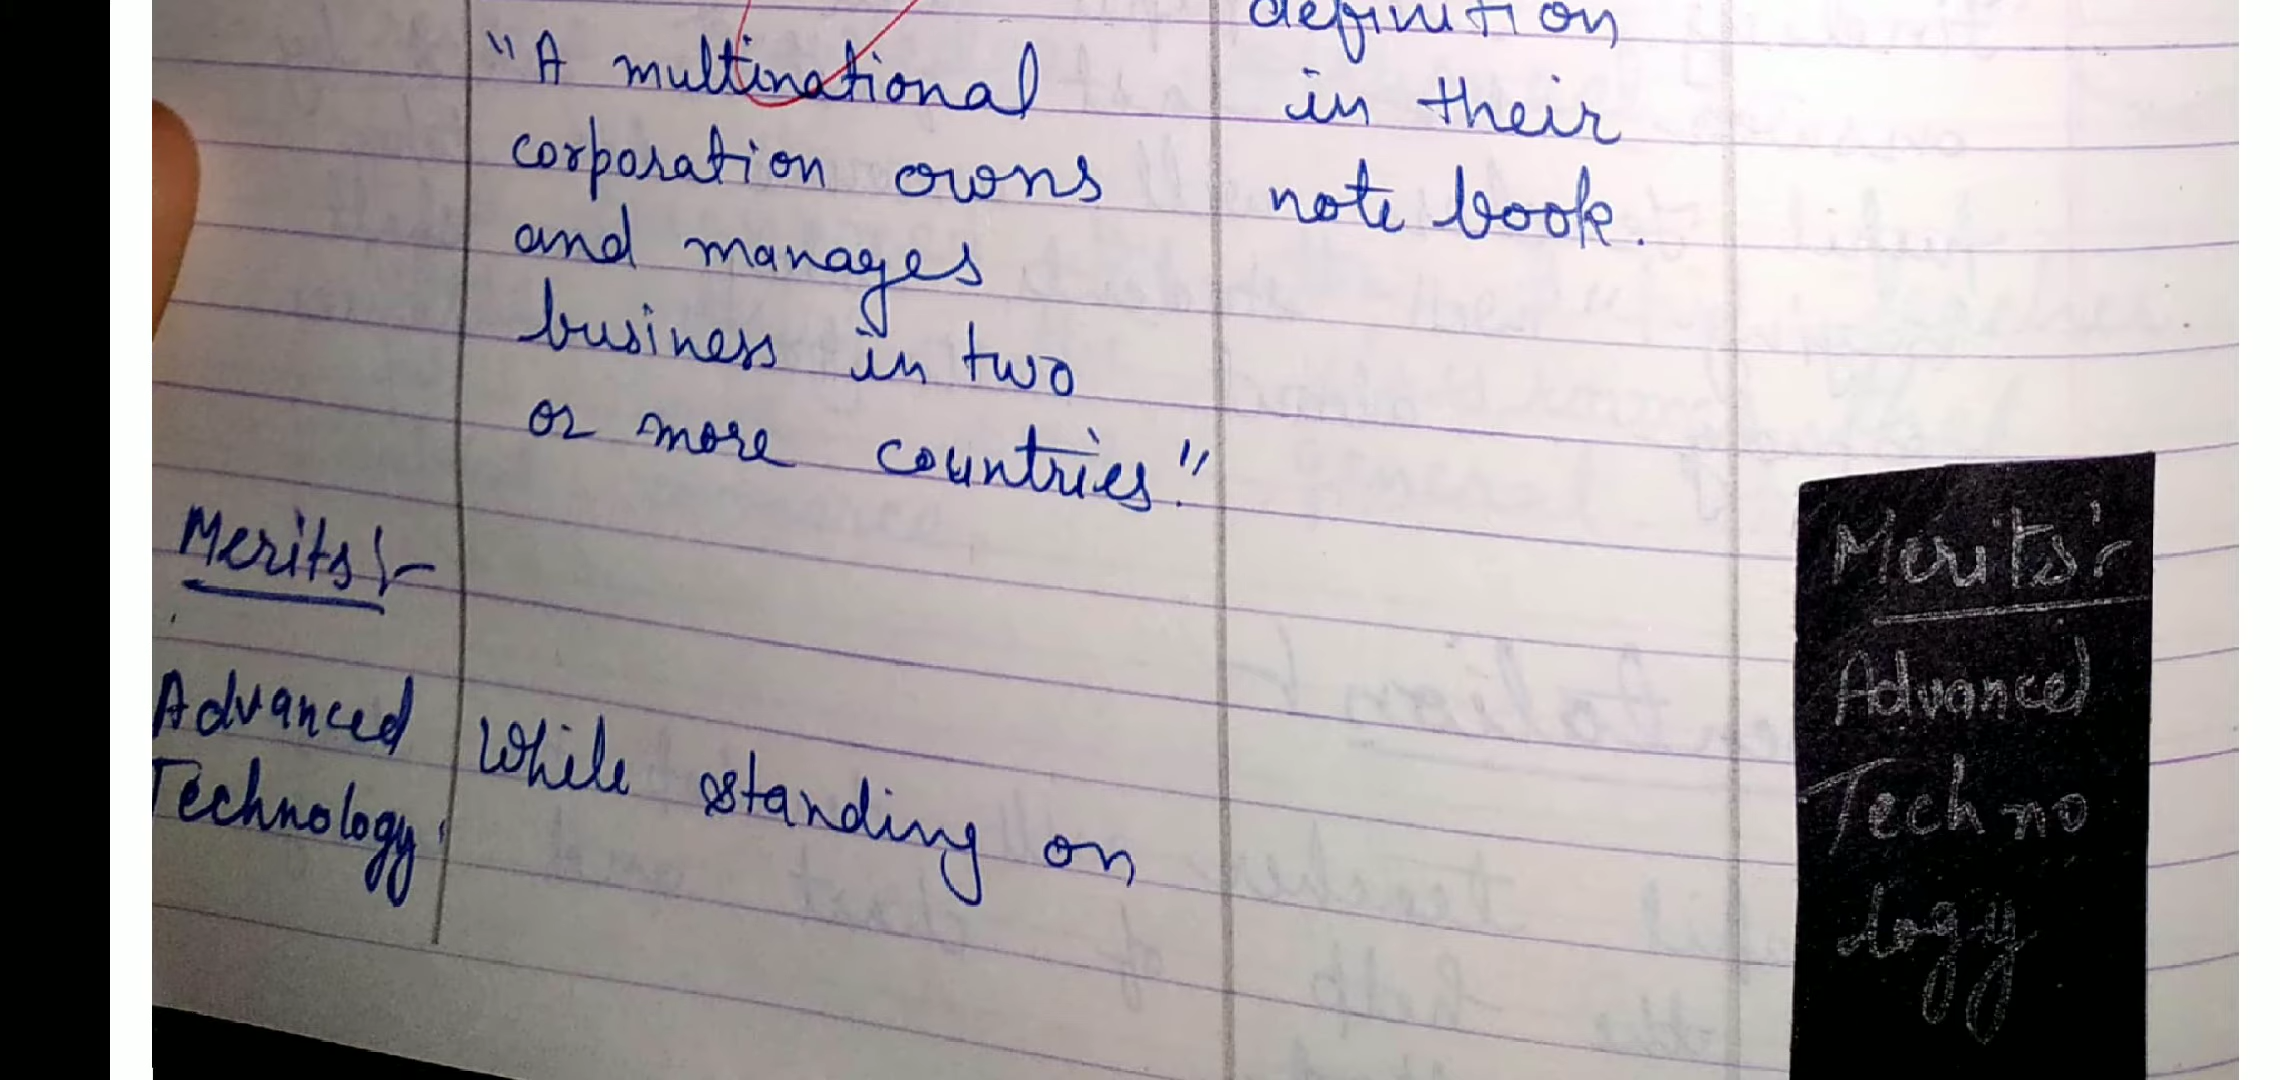 "A multinational
corporation owns
and manages
business in two
or more countries."
definition
in their
note book.
Merits:-
Advanced
Technology.
While standing on
Merits:-
Advanced
Techno
logy